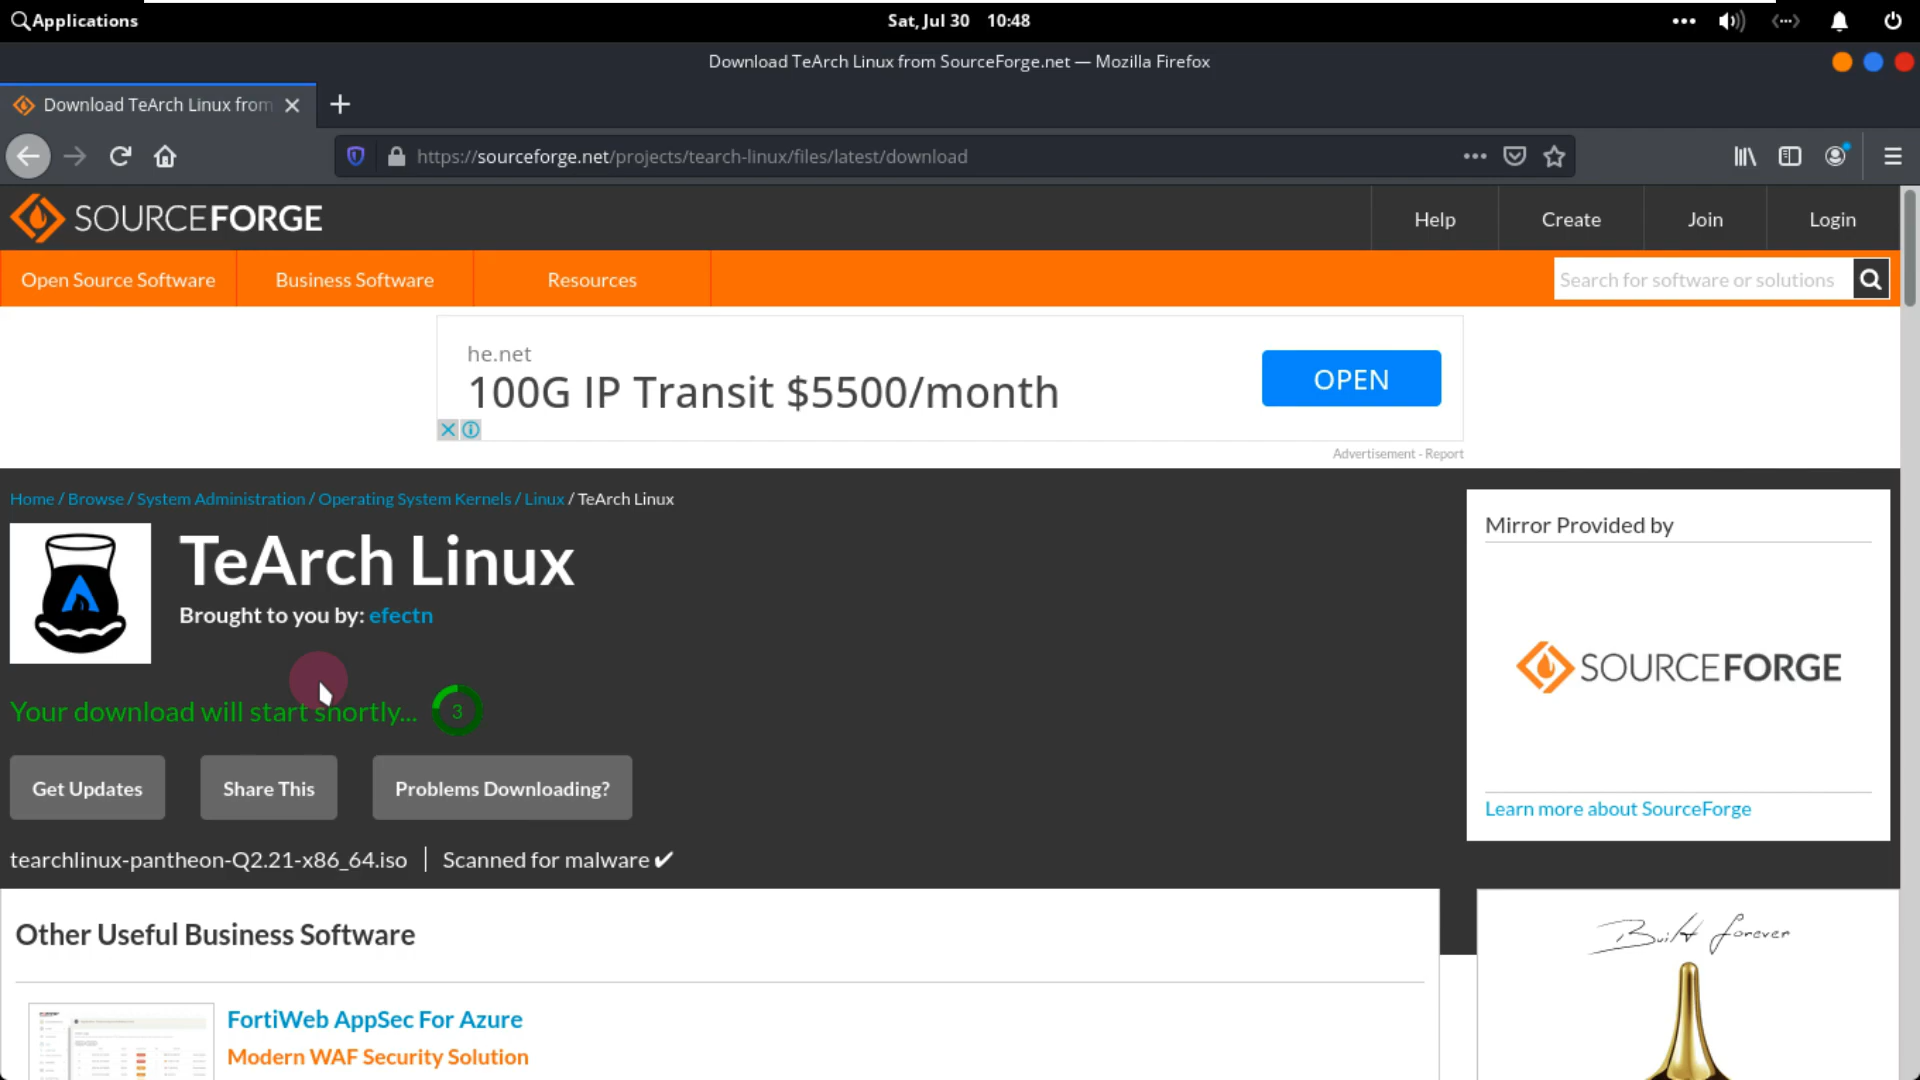 Applications
Sat, Jul 30 10:48
Download TeArch Linux from SourceForge.net — Mozilla Firefox
Download TeArch Linux from
https://sourceforge.net/projects/tearch-linux/files/latest/download
SOURCEFORGE
Help
Create
Join
Login
Open Source Software
Business Software
Resources
Search for software or solutions
he.net
100G IP Transit $5500/month
OPEN
Advertisement - Report
Home / Browse / System Administration / Operating System Kernels / Linux / TeArch Linux
TeArch Linux
Brought to you by: efectn
Your download will start shortly... 3
Get Updates
Share This
Problems Downloading?
tearchlinux-pantheon-Q2.21-x86_64.iso | Scanned for malware ✔
Mirror Provided by
SOURCEFORGE
Learn more about SourceForge
Other Useful Business Software
FortiWeb AppSec For Azure
Modern WAF Security Solution
Built forever